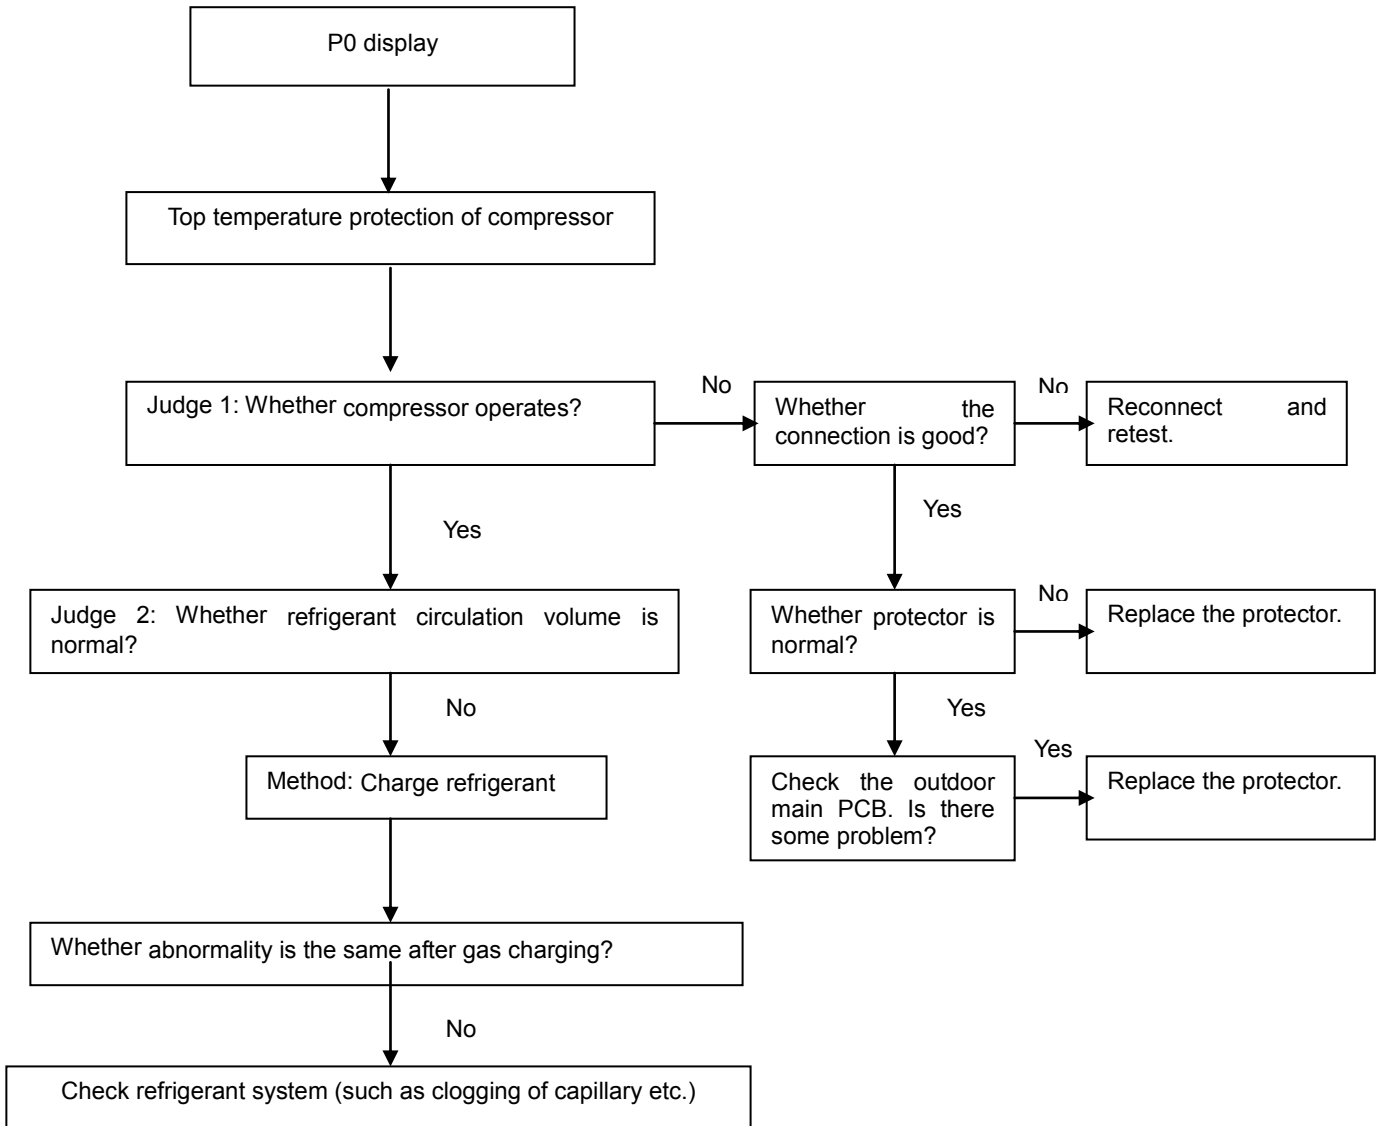 P0 display
Top temperature protection of compressor
Judge 1: Whether compressor operates?
No
Whether the
connection is good?
No
Reconnect and
retest.
Yes
Yes
Judge 2: Whether refrigerant circulation volume is
normal?
Whether protector is
normal?
No
Replace the protector.
No
Yes
Method: Charge refrigerant
Check the outdoor
main PCB. Is there
some problem?
Yes
Replace the protector.
Whether abnormality is the same after gas charging?
No
Check refrigerant system (such as clogging of capillary etc.)